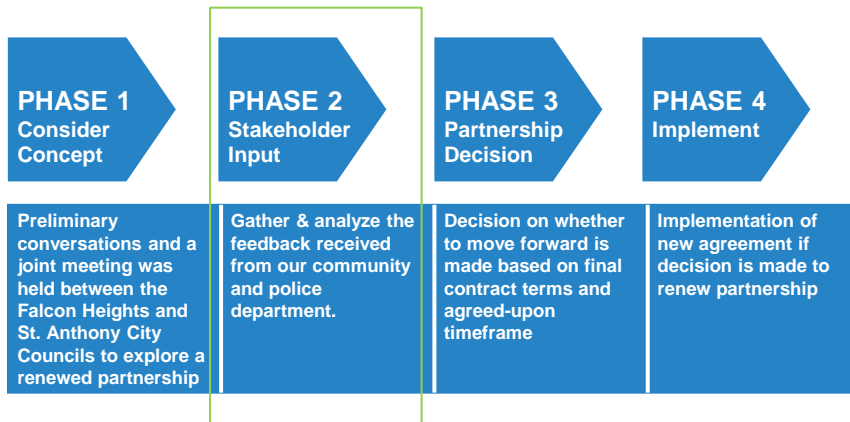 PHASE 1
Consider
Concept
PHASE 2
Stakeholder
Input
PHASE 3
Partnership
Decision
PHASE 4
Implement
Preliminary
conversations and a
joint meeting was
held between the
Falcon Heights and
St. Anthony City
Councils to explore a
renewed partnership
Gather & analyze the
feedback received
from our community
and police
department.
Decision on whether
to move forward is
made based on final
contract terms and
agreed-upon
timeframe
Implementation of
new agreement if
decision is made to
renew partnership